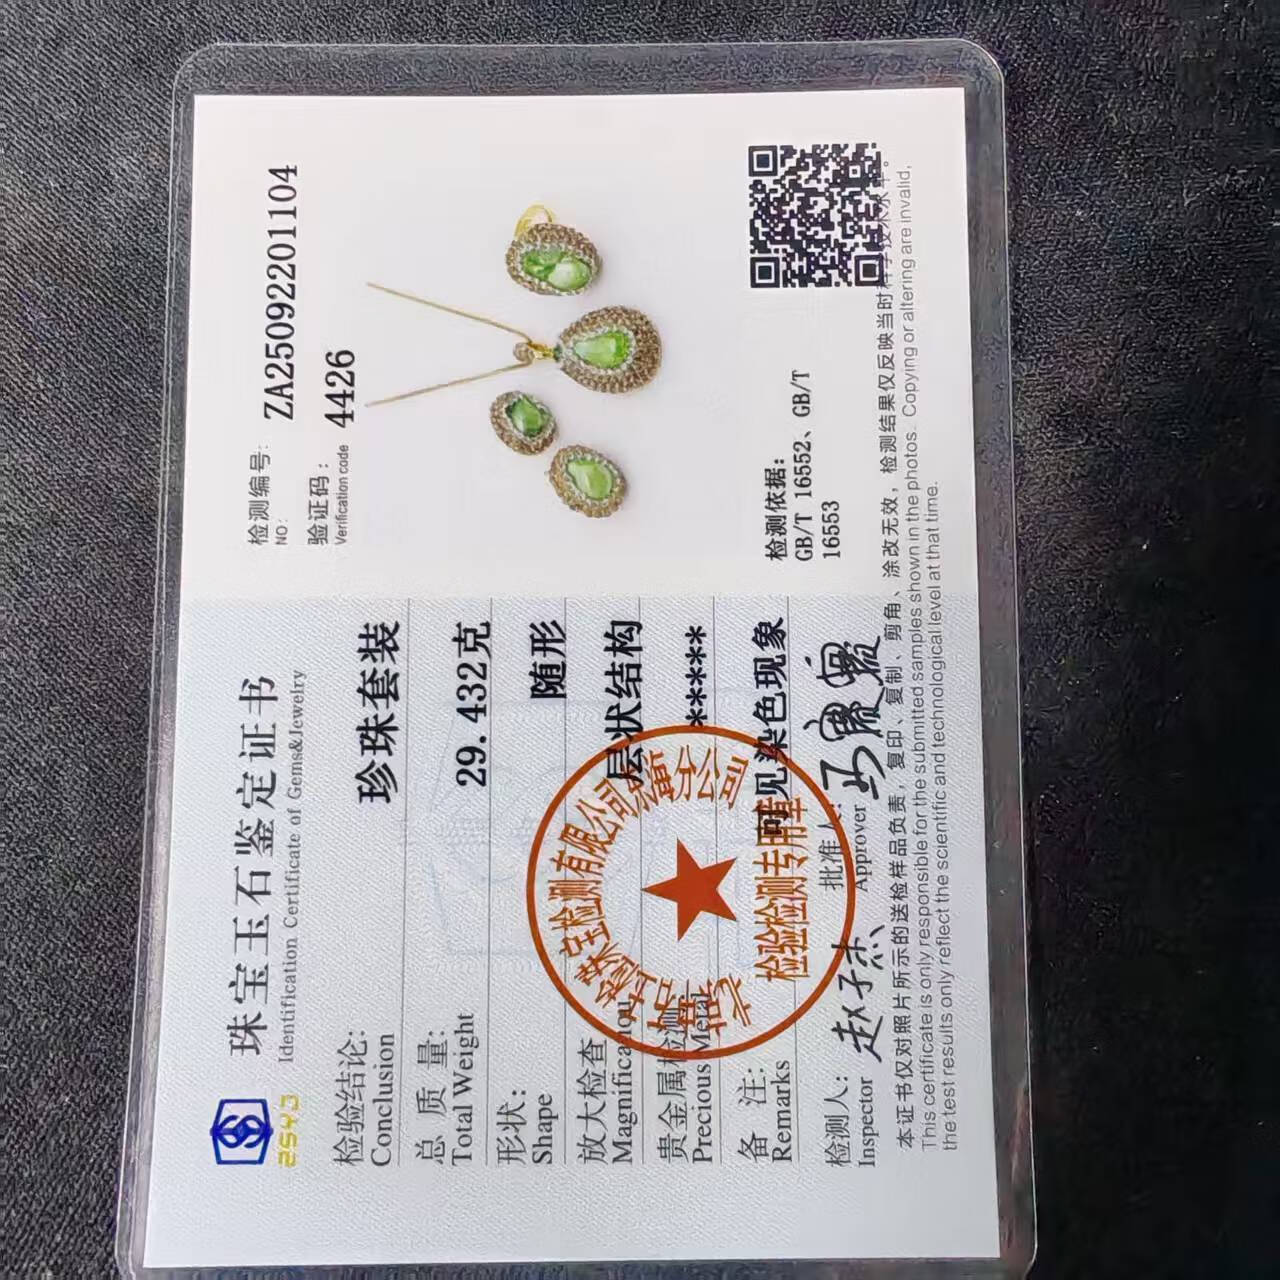 珠宝玉石鉴定证书
Identification Certificate of Gems&Jewelry
ZSYJ
检验结论: 珍珠套装
Conclusion
总 质 量: 29.432克
Total Weight
形状: 随形
Shape
放大检查 层状结构
Magnification
贵金属检测: *****
Precious Metal
备 注: 可见染色现象
Remarks
检测人: 赵子杰 批准人:
Inspector Approver
检验检测专用章
检测编号: ZA25092201104
NO:
验证码: 4426
Verification code
检测依据:
GB/T 16552、GB/T
16553
本证书仅对照片所示的送检样品负责，复印、复制、剪角、涂改无效，检测结果仅反映当时科学技术水平。
This certificate is only responsible for the submitted samples shown in the photos. Copying or altering are invalid,
the test results only reflect the scientific and technological level at that time.